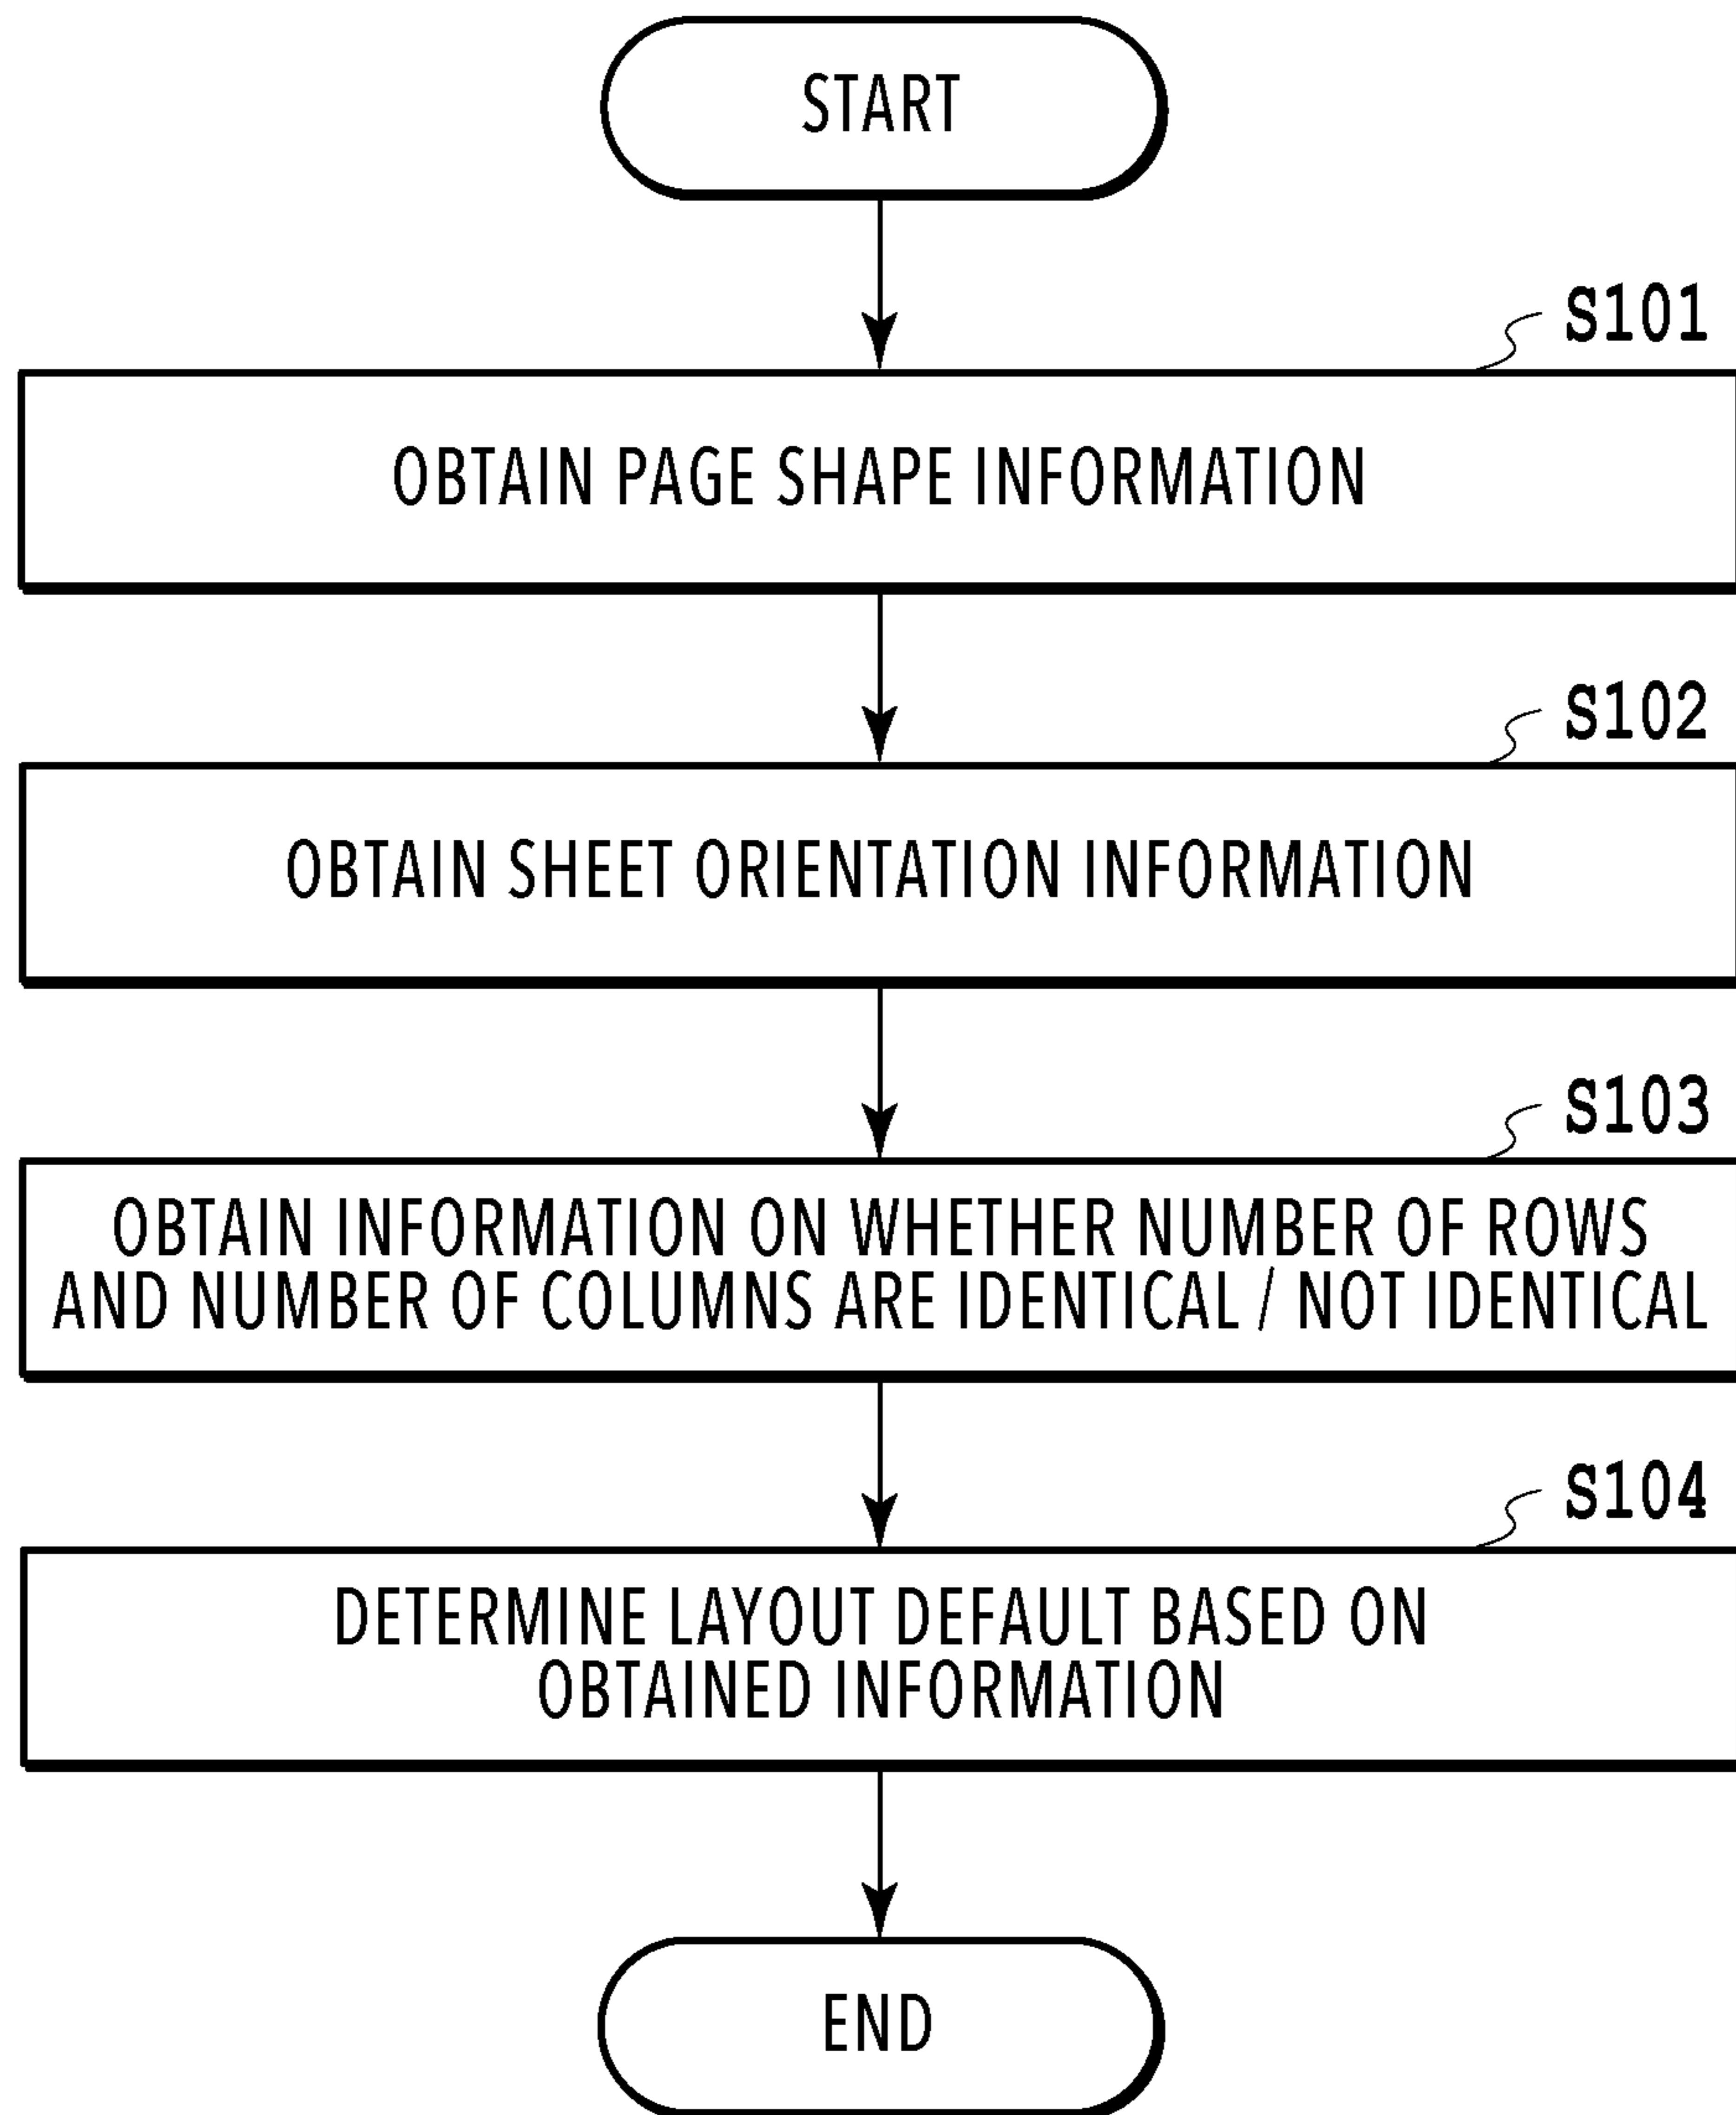 START
S101
OBTAIN PAGE SHAPE INFORMATION
S102
OBTAIN SHEET ORIENTATION INFORMATION
S103
OBTAIN INFORMATION ON WHETHER NUMBER OF ROWS
AND NUMBER OF COLUMNS ARE IDENTICAL / NOT IDENTICAL
S104
DETERMINE LAYOUT DEFAULT BASED ON
OBTAINED INFORMATION
END